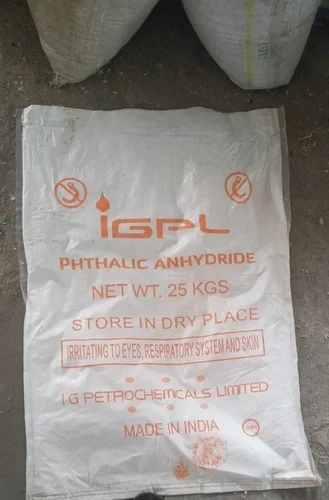 iGPL
PHTHALIC ANHYDRIDE
NET WT. 25 KGS
STORE IN DRY PLACE
IRRITATING TO EYES, RESPIRATORY SYSTEM AND SKIN
I G PETROCHEMICALS LIMITED
MADE IN INDIA